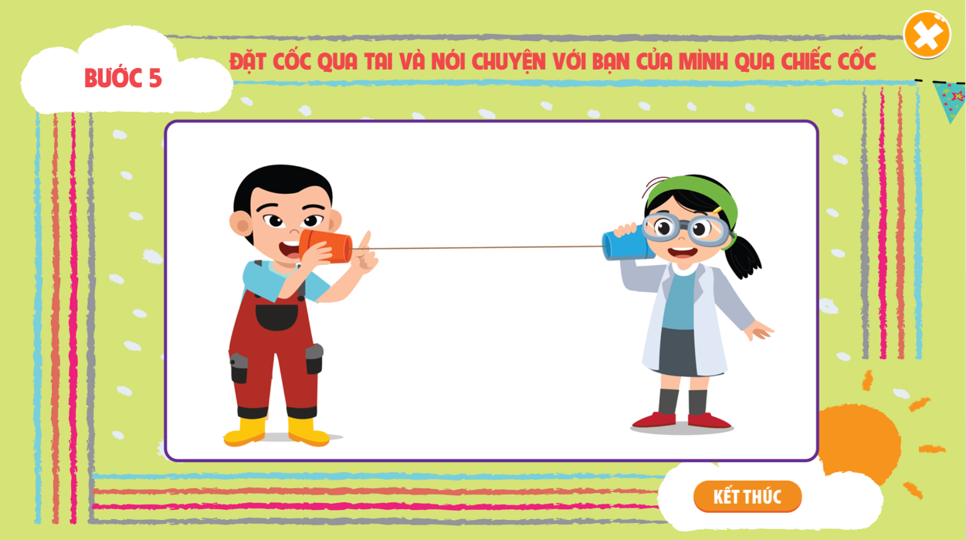 BƯỚC 5
ĐẶT CỐC QUA TAI VÀ NÓI CHUYỆN VỚI BẠN CỦA MÌNH QUA CHIẾC CỐC
KẾT THÚC